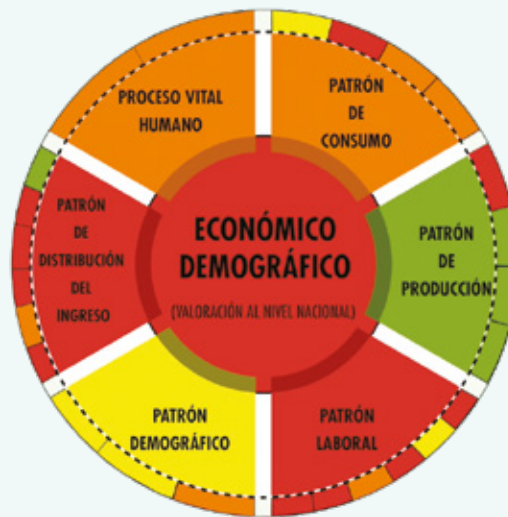 PROCESO VITAL
HUMANO
PATRÓN
DE
CONSUMO
PATRÓN
DE
DISTRIBUCIÓN
DEL
INGRESO
ECONÓMICO
DEMOGRÁFICO
(VALORACIÓN AL NIVEL NACIONAL)
PATRÓN
DE
PRODUCCIÓN
PATRÓN
DEMOGRÁFICO
PATRÓN
LABORAL